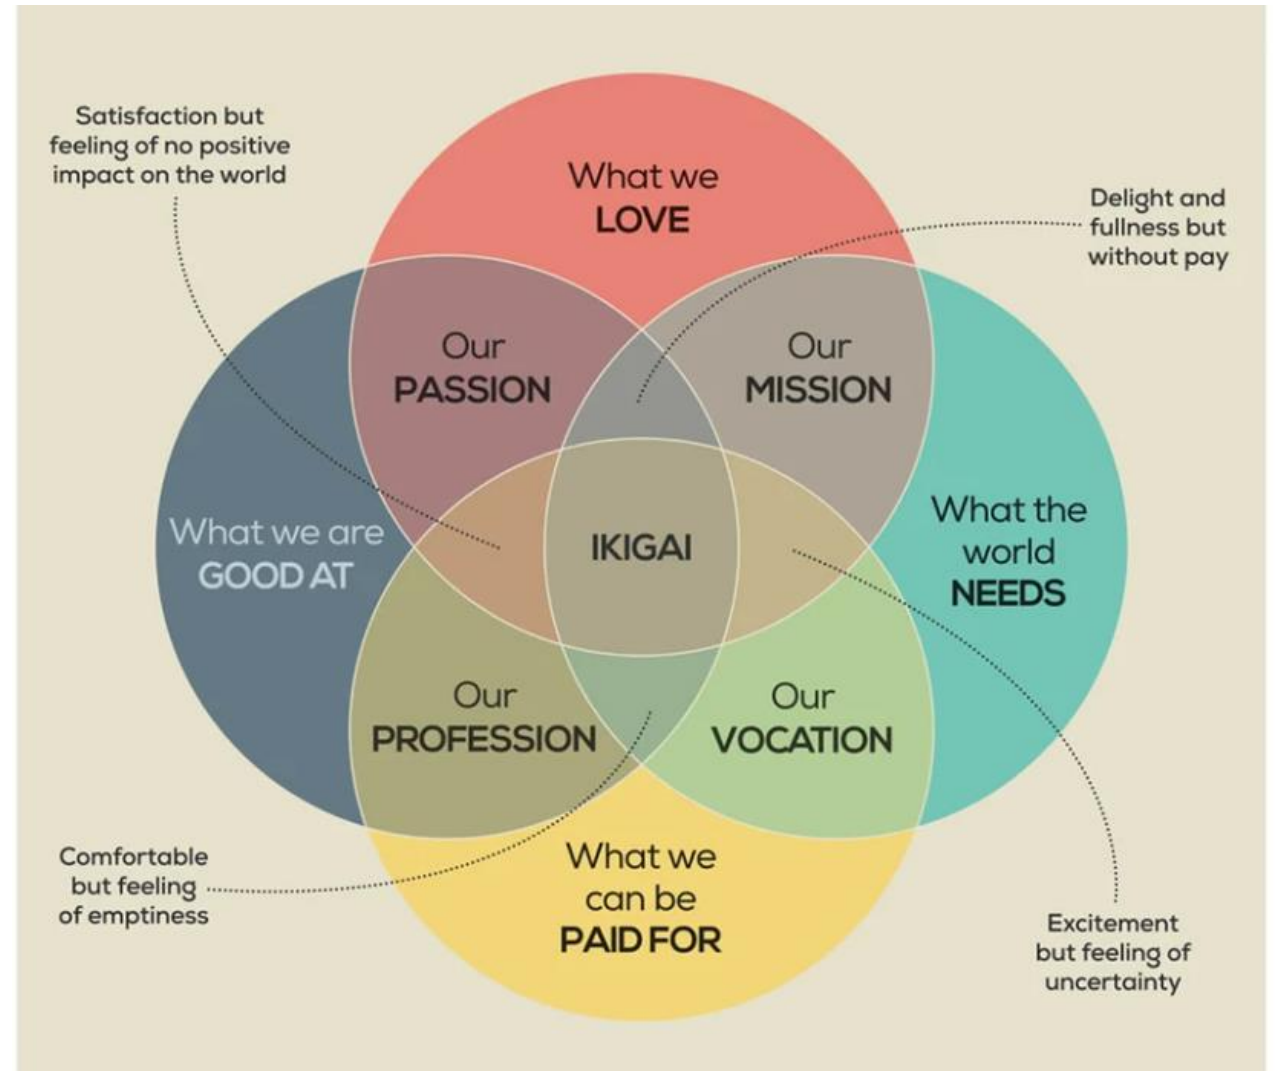 Satisfaction but
feeling of no positive
impact on the world
What we
LOVE
Delight and
fullness but
without pay
Our
PASSION
Our
MISSION
What we are
GOOD AT
IKIGAI
What the
world
NEEDS
Our
PROFESSION
Our
VOCATION
Comfortable
but feeling
of emptiness
What we
can be
PAID FOR
Excitement
but feeling of
uncertainty